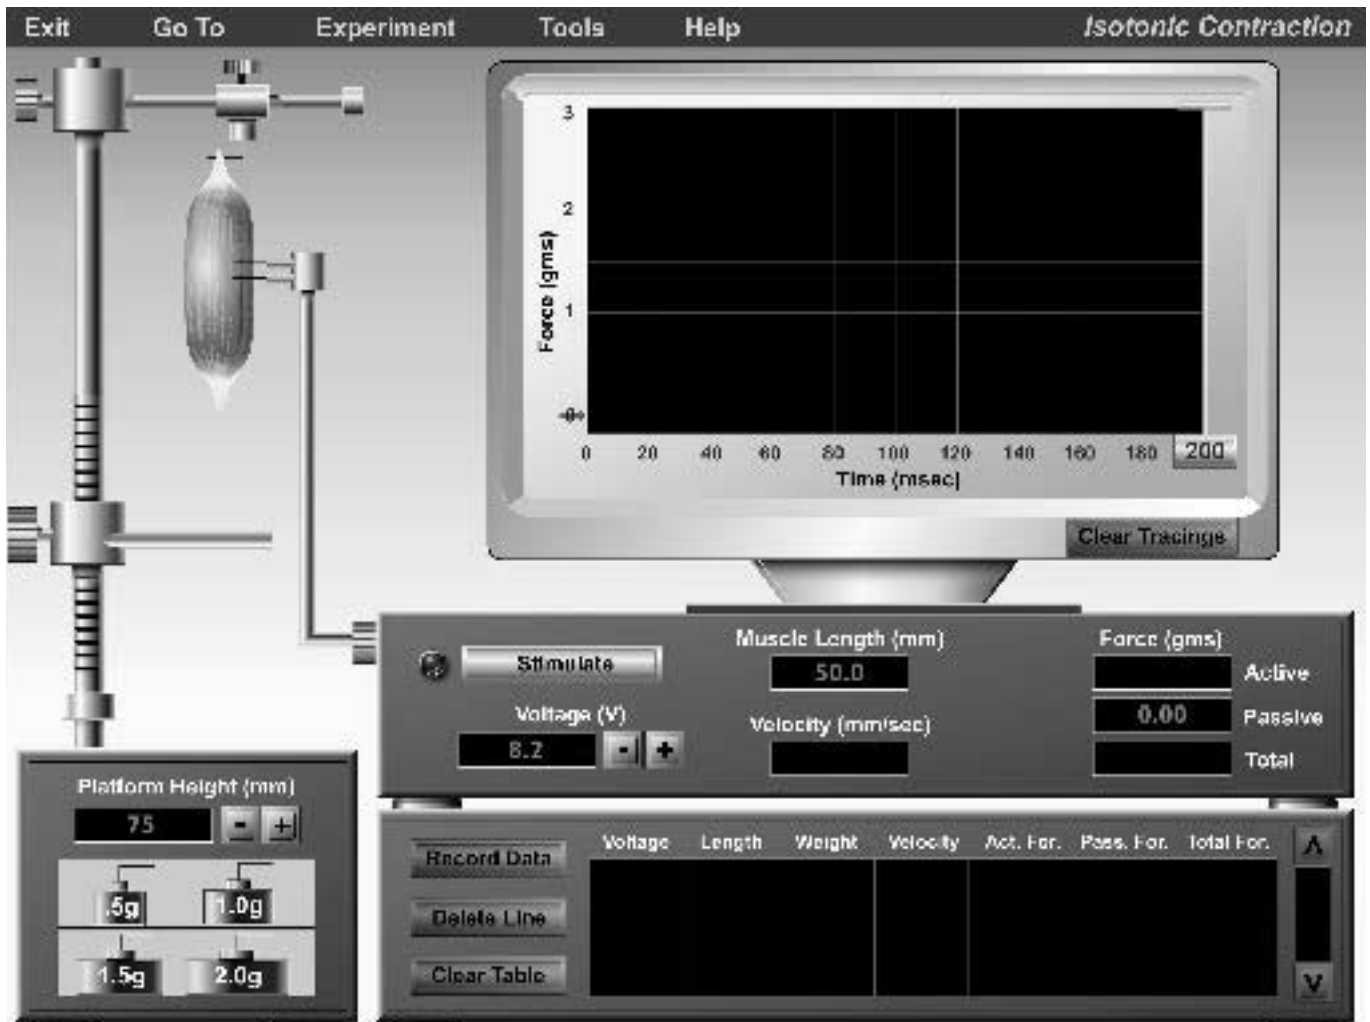 Exit Go To Experiment Tools Help Isotonic Contraction
3
2
Force (gms)
1
0
0 20 40 60 80 100 120 140 160 180 200
Time (msec)
Clear Tracings
Stimulate
Muscle Length (mm)
50.0
Force (gms)
Active
Voltage (V)
8.2 - +
Velocity (mm/sec)
0.00 Passive
Total
Platform Height (mm)
75 - +
.5g 1.0g
1.5g 2.0g
Record Data
Delete Line
Clear Table
Voltage Length Weight Velocity Act. For. Pass. For. Total For.